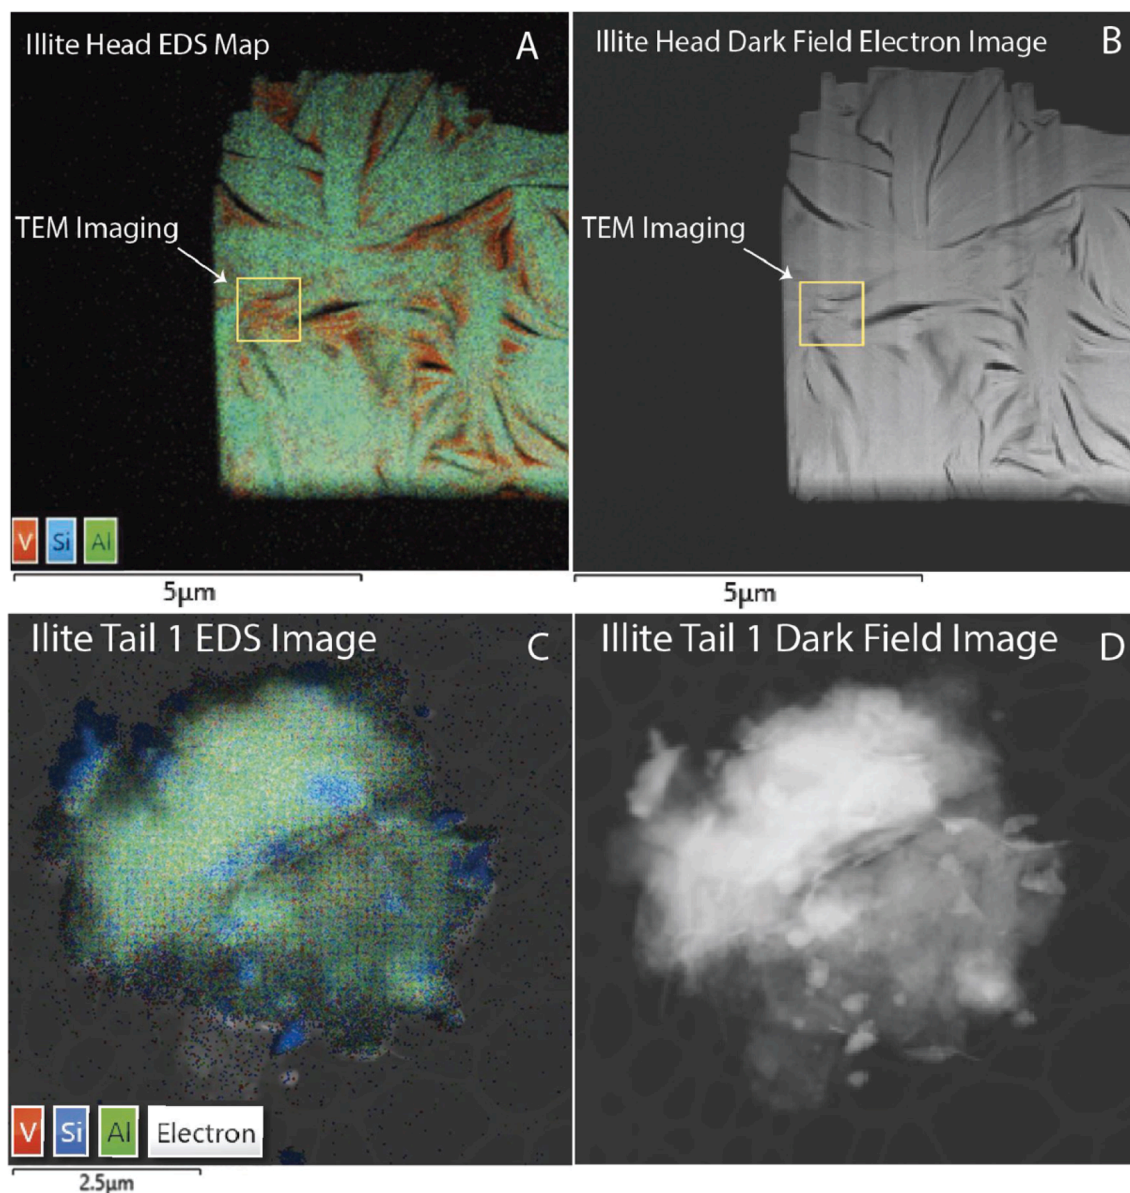 Illite Head EDS Map
A
TEM Imaging
V Si Al
5μm
Illite Head Dark Field Electron Image
B
TEM Imaging
5μm
Illite Tail 1 EDS Image
C
V Si Al Electron
2.5μm
Illite Tail 1 Dark Field Image
D